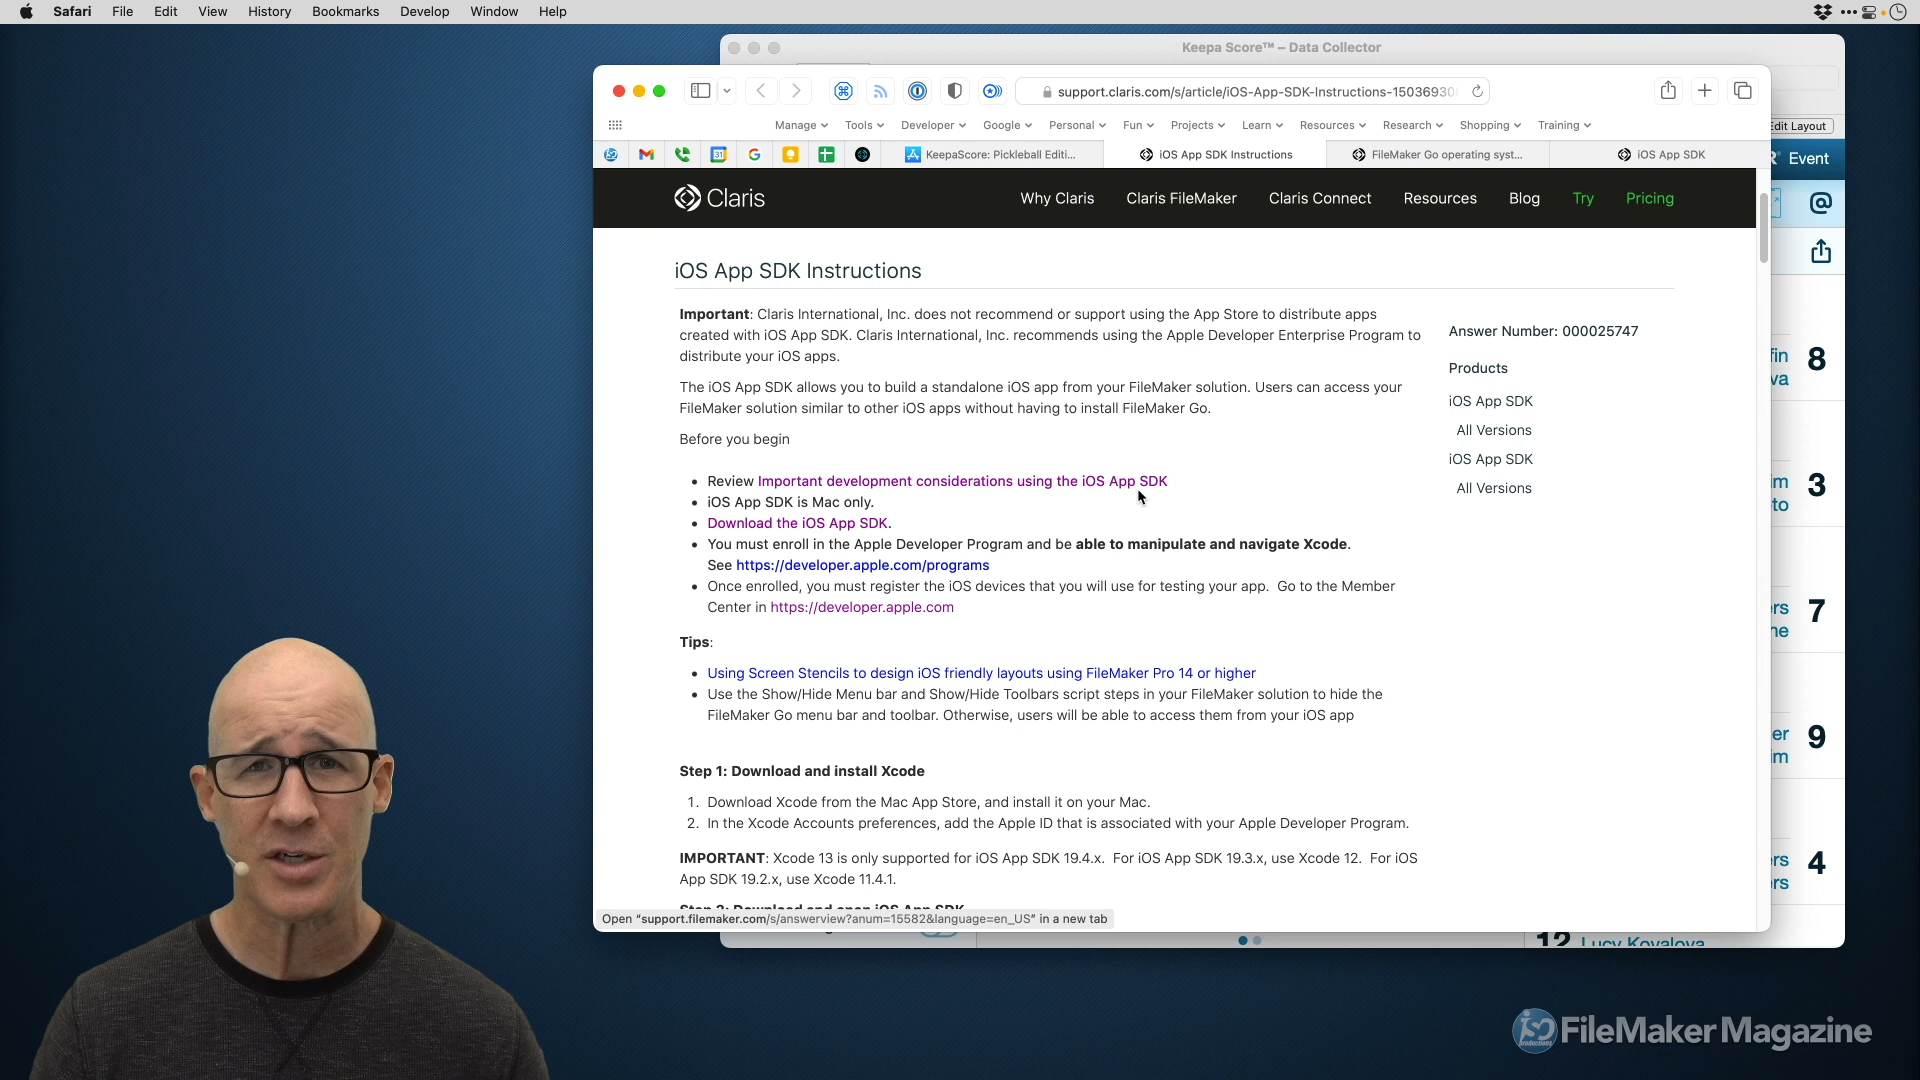 Safari File Edit View History Bookmarks Develop Window Help
Keepa Score™ – Data Collector
support.claris.com/s/article/iOS-App-SDK-Instructions-15036930
Manage Tools Developer Google Personal Fun Projects Learn Resources Research Shopping Training
Edit Layout
KeepaScore: Pickleball Editi... iOS App SDK Instructions FileMaker Go operating syst... iOS App SDK
Event
Claris Why Claris Claris FileMaker Claris Connect Resources Blog Try Pricing
iOS App SDK Instructions
Important: Claris International, Inc. does not recommend or support using the App Store to distribute apps
created with iOS App SDK. Claris International, Inc. recommends using the Apple Developer Enterprise Program to
distribute your iOS apps.
The iOS App SDK allows you to build a standalone iOS app from your FileMaker solution. Users can access your
FileMaker solution similar to other iOS apps without having to install FileMaker Go.
Before you begin
• Review Important development considerations using the iOS App SDK
• iOS App SDK is Mac only.
• Download the iOS App SDK.
• You must enroll in the Apple Developer Program and be able to manipulate and navigate Xcode.
See https://developer.apple.com/programs
• Once enrolled, you must register the iOS devices that you will use for testing your app. Go to the Member
Center in https://developer.apple.com
Tips:
• Using Screen Stencils to design iOS friendly layouts using FileMaker Pro 14 or higher
• Use the Show/Hide Menu bar and Show/Hide Toolbars script steps in your FileMaker solution to hide the
FileMaker Go menu bar and toolbar. Otherwise, users will be able to access them from your iOS app
Step 1: Download and install Xcode
1. Download Xcode from the Mac App Store, and install it on your Mac.
2. In the Xcode Accounts preferences, add the Apple ID that is associated with your Apple Developer Program.
IMPORTANT: Xcode 13 is only supported for iOS App SDK 19.4.x. For iOS App SDK 19.3.x, use Xcode 12. For iOS
App SDK 19.2.x, use Xcode 11.4.1.
Step 2: Download and open iOS App SDK
Open “support.filemaker.com/s/answerview?anum=15582&language=en_US” in a new tab
Answer Number: 000025747
Products
iOS App SDK
All Versions
iOS App SDK
All Versions
@
fin
va
8
im
to
3
rs
ne
7
er
im
9
rs
rs
4
12 Lucy Kovalova
FileMaker Magazine